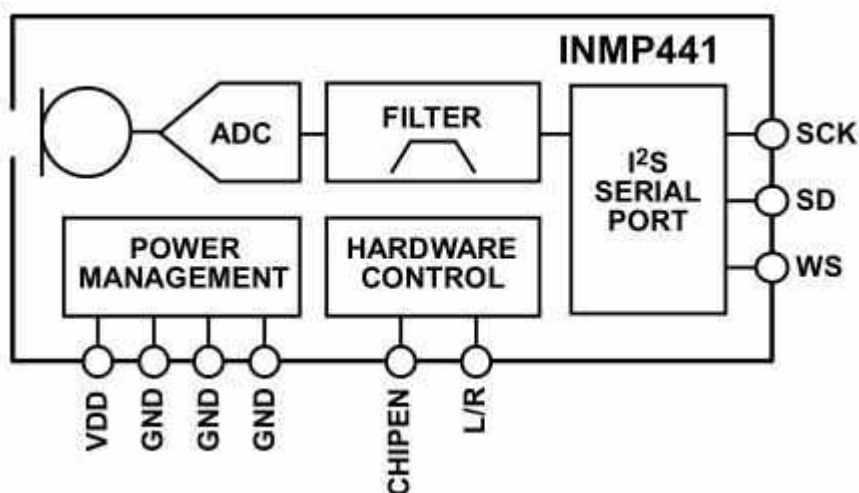 INMP441
ADC
FILTER
I²S
SERIAL
PORT
SCK
SD
WS
POWER
MANAGEMENT
HARDWARE
CONTROL
VDD
GND
GND
GND
CHIPEN
L/R